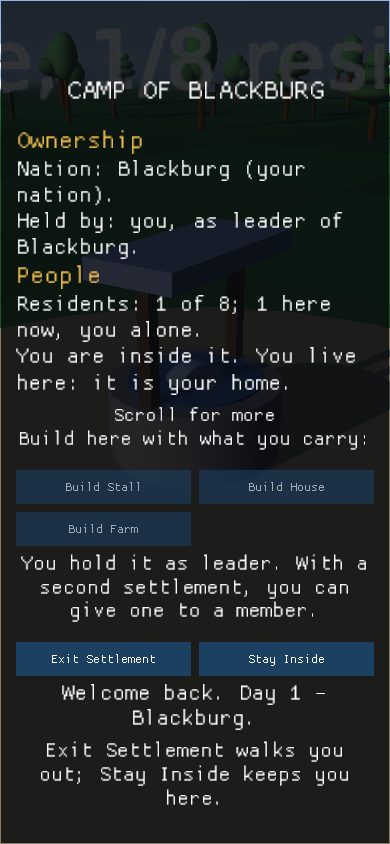 e, 1/8 resi
CAMP OF BLACKBURG
Ownership
Nation: Blackburg (your
nation).
Held by: you, as leader of
Blackburg.
People
Residents: 1 of 8; 1 here
now, you alone.
You are inside it. You live
here: it is your home.
Scroll for more
Build here with what you carry:
Build Stall
Build House
Build Farm
You hold it as leader. With a
second settlement, you can
give one to a member.
Exit Settlement
Stay Inside
Welcome back. Day 1 -
Blackburg.
Exit Settlement walks you
out; Stay Inside keeps you
here.